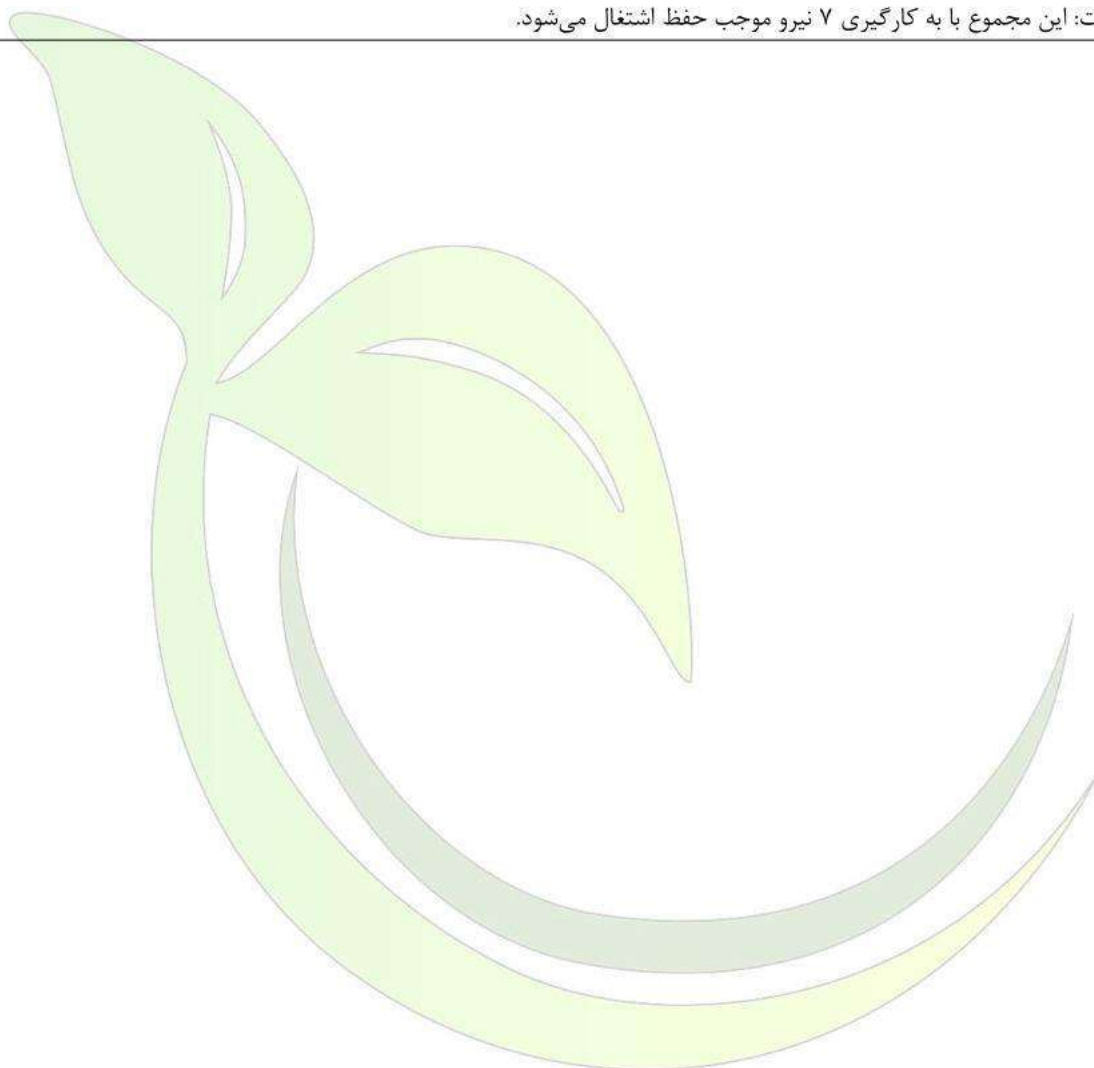 این مجموع با به کارگیری ۷ نیرو موجب حفظ اشتغال می‌شود.